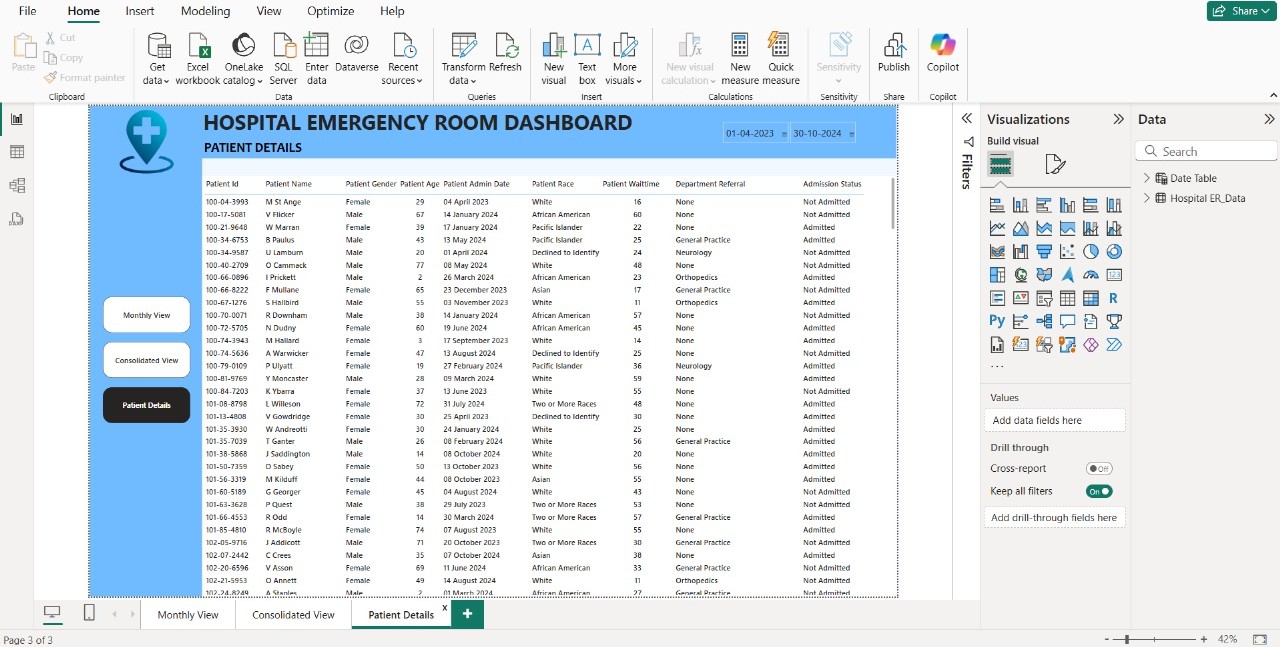 File Home Insert Modeling View Optimize Help Share
Paste Cut Copy Format painter Get data Excel workbook OneLake catalog SQL Server Enter data Dataverse Recent sources Transform data Refresh New visual Text box More visuals New visual calculation New measure Quick measure Sensitivity Publish Copilot
Clipboard Data Queries Insert Calculations Sensitivity Share Copilot
HOSPITAL EMERGENCY ROOM DASHBOARD
PATIENT DETAILS
01-04-2023 30-10-2024
Monthly View
Consolidated View
Patient Details
Patient Id Patient Name Patient Gender Patient Age Patient Admin Date Patient Race Patient Waittime Department Referral Admission Status
100-04-3993 M St Ange Female 29 04 April 2023 White 16 None Not Admitted
100-17-5081 V Flicker Male 67 14 January 2024 African American 60 None Not Admitted
100-21-9648 W Marran Female 39 17 January 2024 Pacific Islander 22 None Not Admitted
100-34-6753 B Paulus Male 43 13 May 2024 Pacific Islander 25 General Practice Admitted
100-34-9587 U Lamburn Male 20 01 April 2024 Declined to Identify 24 Neurology Not Admitted
100-40-2709 O Cammack Male 77 08 May 2024 White 48 None Not Admitted
100-66-0896 I Prickett Male 2 26 March 2024 African American 23 Orthopedics Admitted
100-66-8222 F Mullane Female 65 23 December 2023 Asian 17 General Practice Admitted
100-67-1276 S Hallbird Male 55 03 November 2023 White 11 Orthopedics Admitted
100-70-0071 R Downham Male 38 14 January 2024 African American 57 None Not Admitted
100-72-5705 N Dudny Female 60 19 June 2024 African American 45 None Admitted
100-74-3943 M Hallard Female 3 17 September 2023 White 14 None Admitted
100-74-5636 A Warwicker Male 47 13 August 2024 Declined to Identify 25 None Not Admitted
100-79-0109 P Ulyatt Female 19 27 February 2024 Pacific Islander 36 Neurology Admitted
100-81-9769 Y Moncaster Male 28 09 March 2024 White 59 None Not Admitted
100-84-7203 K Ybarra Female 37 13 June 2023 White 55 None Not Admitted
101-08-8798 L Willeson Female 72 31 July 2024 Two or More Races 48 None Admitted
101-13-4808 V Gowdridge Female 30 25 April 2023 Declined to Identify 30 None Admitted
101-35-3930 W Andreotti Female 30 24 January 2024 White 25 None Admitted
101-35-7039 T Ganter Male 26 08 February 2024 White 56 General Practice Admitted
101-38-5868 J Saddington Male 14 08 October 2024 White 20 None Admitted
101-50-7359 D Sabey Female 50 13 October 2023 White 56 None Admitted
101-56-3319 M Kilduff Female 44 08 October 2023 Asian 55 None Admitted
101-60-5189 G Georger Female 45 04 August 2024 White 43 None Not Admitted
101-63-3628 P Quest Male 38 29 July 2023 Two or More Races 53 None Not Admitted
101-66-4553 R Odd Female 14 30 March 2024 Two or More Races 57 General Practice Admitted
101-85-4810 R McBoyle Female 74 07 August 2023 White 55 None Admitted
102-05-9716 J Addicott Male 71 20 October 2023 Two or More Races 30 General Practice Not Admitted
102-07-2442 C Crees Male 35 07 October 2024 Asian 38 None Admitted
102-20-6596 V Asson Female 69 11 June 2024 African American 33 General Practice Not Admitted
102-21-5953 O Annett Female 49 14 August 2024 White 11 Orthopedics Not Admitted
102-24-8249 A Staples Male 2 01 March 2024 African American 27 General Practice Not Admitted
Filters
Visualizations
Build visual
123
R
Py
...
Values
Add data fields here
Drill through
Cross-report Off
Keep all filters On
Add drill-through fields here
Data
Search
Date Table
Hospital ER_Data
Monthly View Consolidated View Patient Details x +
Page 3 of 3 - + 42%